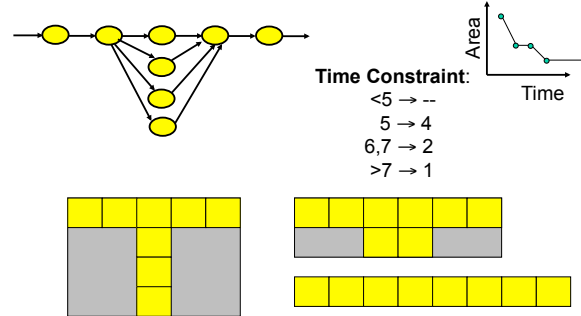 Area
Time
Time Constraint:
<5 → --
5 → 4
6,7 → 2
>7 → 1